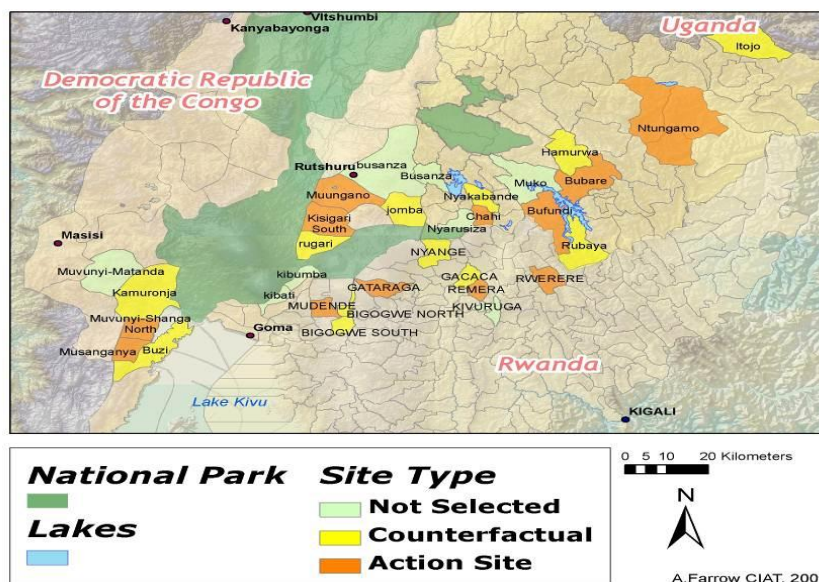 Vitshumbi
Kanyabayonga
Uganda
Itojo
Democratic Republic
of the Congo
Ntungamo
Hamurwa
Rutshuru
busanza
Busanza
Muko
Bubare
Muungano
Nyakabande
jomba
Chahi
Bufundi
Kisigari
South
Nyarusiza
Masisi
rugari
NYANGE
Rubaya
Muvunyi-Matanda
kibumba
GACACA
RWERERE
Kamuronja
GATARAGA
REMERA
kibati
MUDENDE
KIVURUGA
BIGOGWE NORTH
Muvunyi-Shanga
North
Goma
BIGOGWE SOUTH
Musanganya
Buzi
Rwanda
Lake Kivu
KIGALI
National Park
Lakes
Site Type
Not Selected
Counterfactual
Action Site
0 5 10 20 Kilometers
N
A.Farrow CIAT, 200